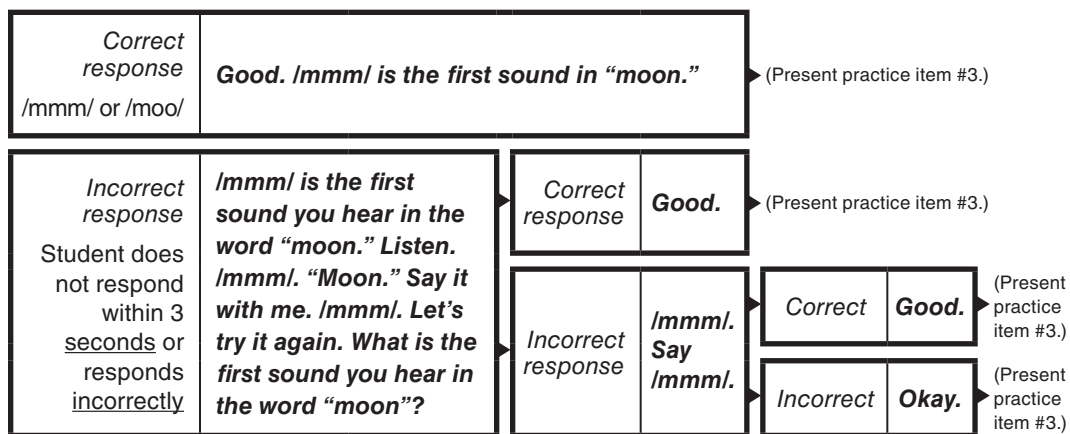 Correct
response
/mmm/ or /moo/
Good. /mmm/ is the first sound in “moon.”
(Present practice item #3.)
Incorrect
response
Student does
not respond
within 3
seconds or
responds
incorrectly
/mmm/ is the first
sound you hear in the
word “moon.” Listen.
/mmm/. “Moon.” Say it
with me. /mmm/. Let’s
try it again. What is the
first sound you hear in
the word “moon”?
Correct
response
Good.
(Present practice item #3.)
Incorrect
response
/mmm/.
Say
/mmm/.
Correct
Good.
(Present
practice
item #3.)
Incorrect
Okay.
(Present
practice
item #3.)